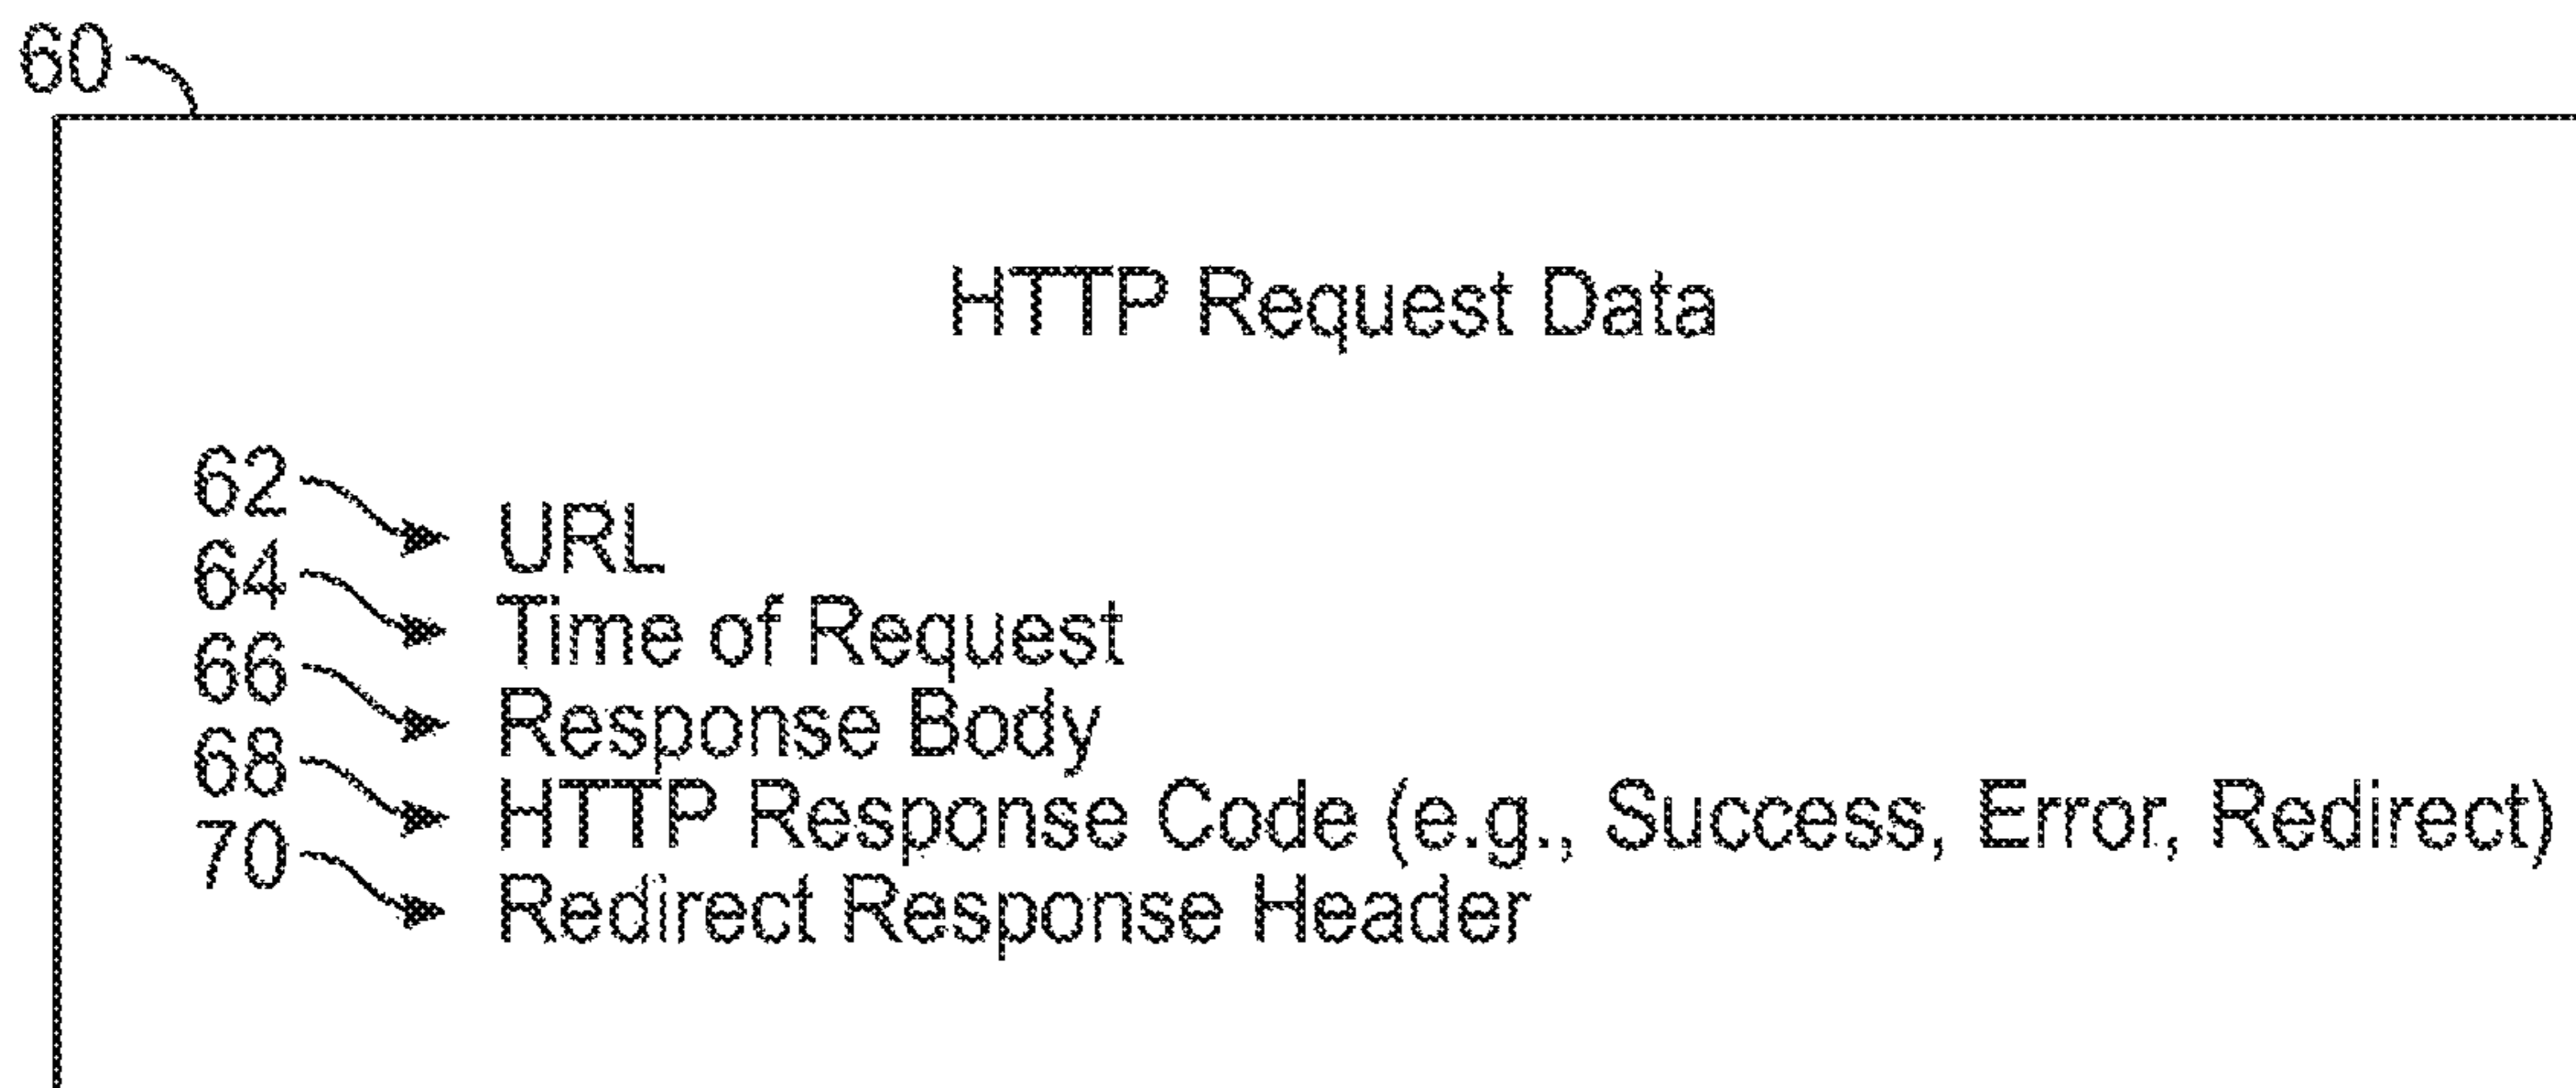 60
HTTP Request Data
62
URL
64
Time of Request
66
Response Body
68
HTTP Response Code (e.g., Success, Error, Redirect)
70
Redirect Response Header